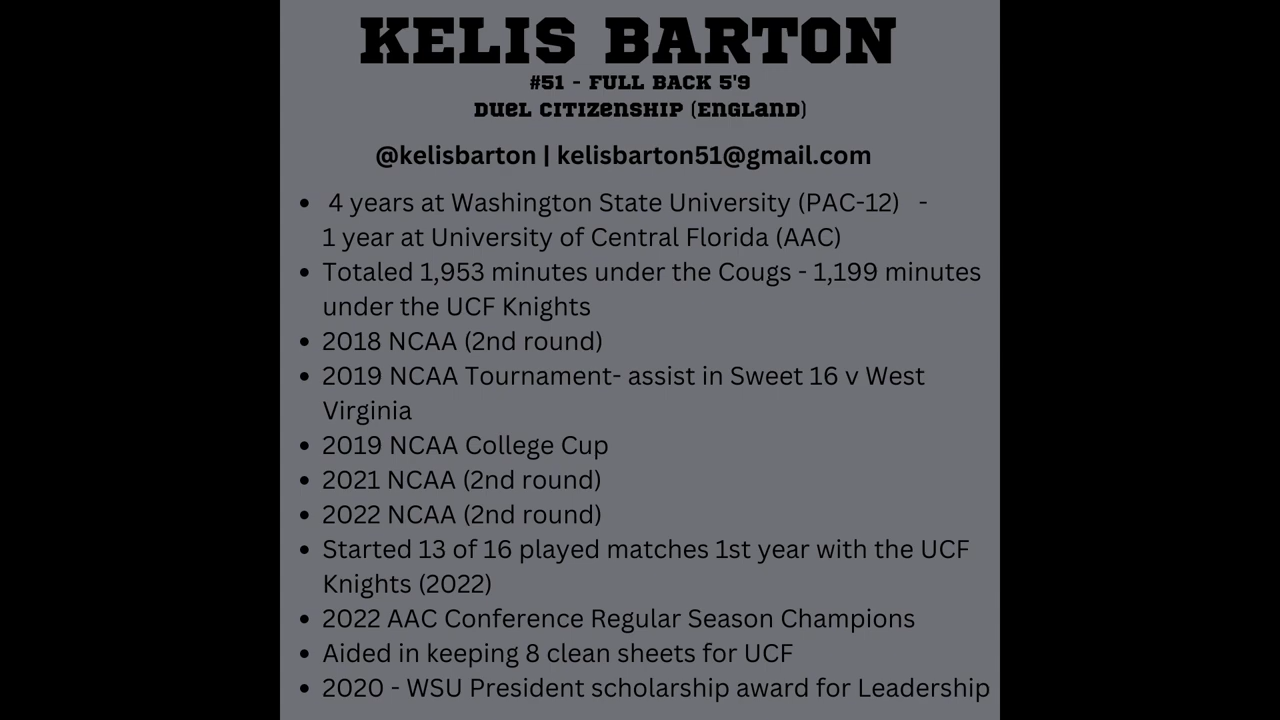 KELIS BARTON
#51 - FULL BACK 5'9
DUEL CITIZENSHIP (ENGLAND)
@kelisbarton | kelisbarton51@gmail.com
• 4 years at Washington State University (PAC-12) -
1 year at University of Central Florida (AAC)
• Totaled 1,953 minutes under the Cougs - 1,199 minutes
under the UCF Knights
• 2018 NCAA (2nd round)
• 2019 NCAA Tournament- assist in Sweet 16 v West
Virginia
• 2019 NCAA College Cup
• 2021 NCAA (2nd round)
• 2022 NCAA (2nd round)
• Started 13 of 16 played matches 1st year with the UCF
Knights (2022)
• 2022 AAC Conference Regular Season Champions
• Aided in keeping 8 clean sheets for UCF
• 2020 - WSU President scholarship award for Leadership